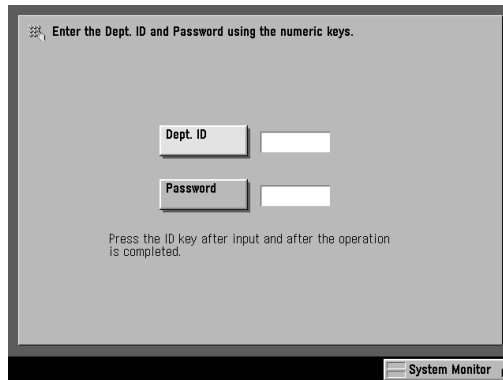 Enter the Dept. ID and Password using the numeric keys.
Dept. ID
Password
Press the ID key after input and after the operation
is completed.
System Monitor